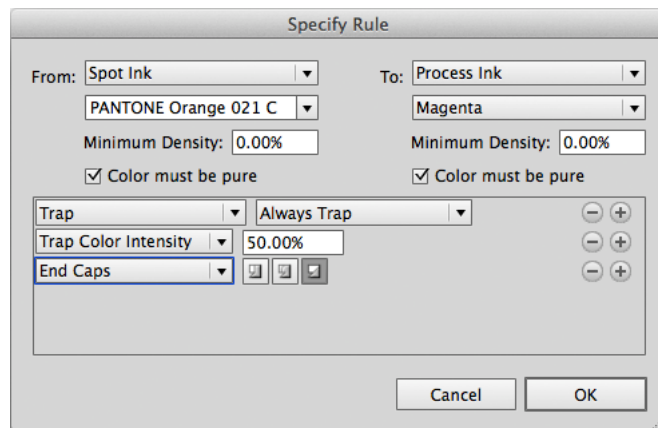 Specify Rule
From: Spot Ink To: Process Ink
PANTONE Orange 021 C Magenta
Minimum Density: 0.00% Minimum Density: 0.00%
Color must be pure Color must be pure
Trap Always Trap
Trap Color Intensity 50.00%
End Caps
Cancel OK